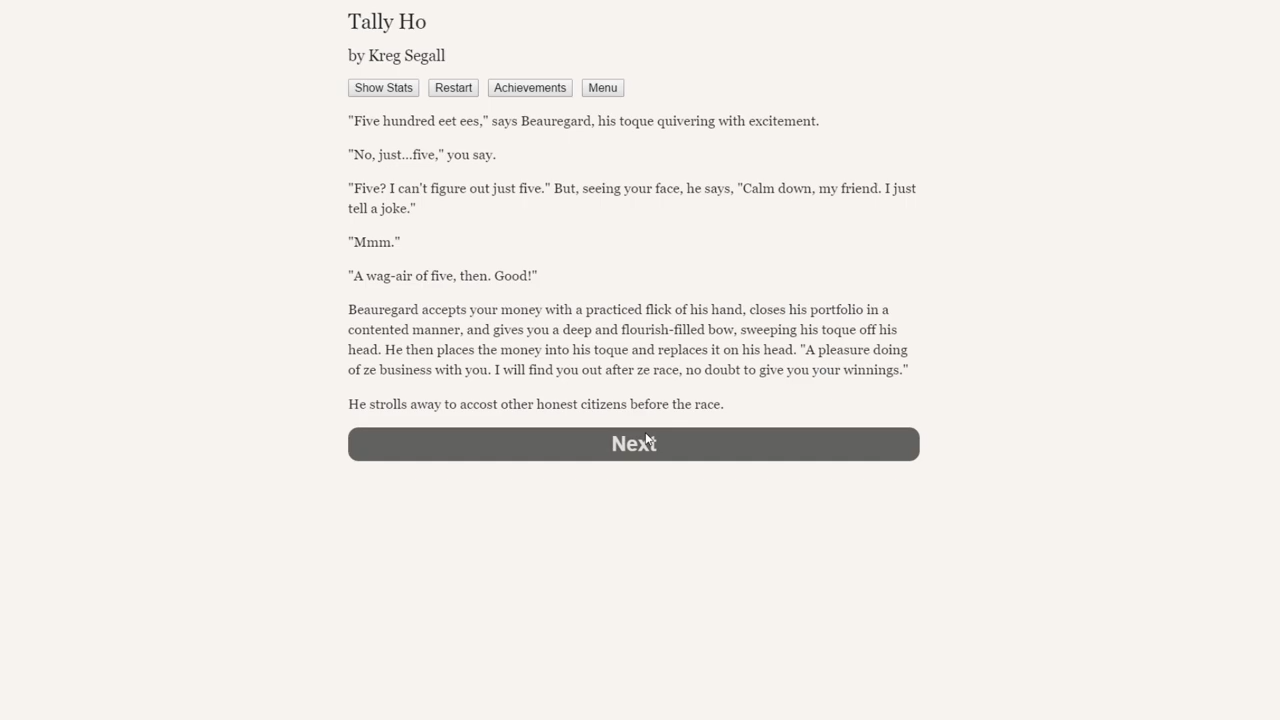 Tally Ho
by Kreg Segall
Show Stats Restart Achievements Menu
"Five hundred eet ees," says Beauregard, his toque quivering with excitement.
"No, just...five," you say.
"Five? I can't figure out just five." But, seeing your face, he says, "Calm down, my friend. I just
tell a joke."
"Mmm."
"A wag-air of five, then. Good!"
Beauregard accepts your money with a practiced flick of his hand, closes his portfolio in a
contented manner, and gives you a deep and flourish-filled bow, sweeping his toque off his
head. He then places the money into his toque and replaces it on his head. "A pleasure doing
of ze business with you. I will find you out after ze race, no doubt to give you your winnings."
He strolls away to accost other honest citizens before the race.
Next